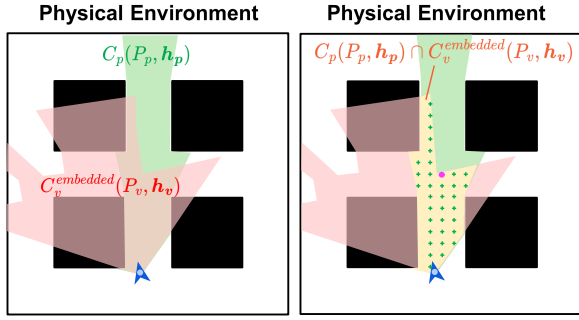 Physical Environment
C_p(P_p, h_p)
C_v^{embedded}(P_v, h_v)
Physical Environment
C_p(P_p, h_p) ∩ C_v^{embedded}(P_v, h_v)